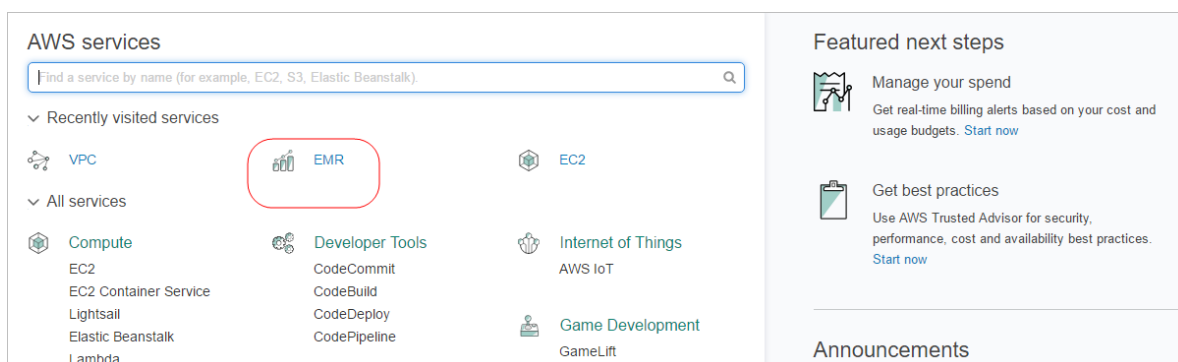 AWS services
Find a service by name (for example, EC2, S3, Elastic Beanstalk).
Recently visited services
VPC
EMR
EC2
All services
Compute
EC2
EC2 Container Service
Lightsail
Elastic Beanstalk
Lambda
Developer Tools
CodeCommit
CodeBuild
CodeDeploy
CodePipeline
Internet of Things
AWS IoT
Game Development
GameLift
Featured next steps
Manage your spend
Get real-time billing alerts based on your cost and
usage budgets. Start now
Get best practices
Use AWS Trusted Advisor for security,
performance, cost and availability best practices.
Start now
Announcements